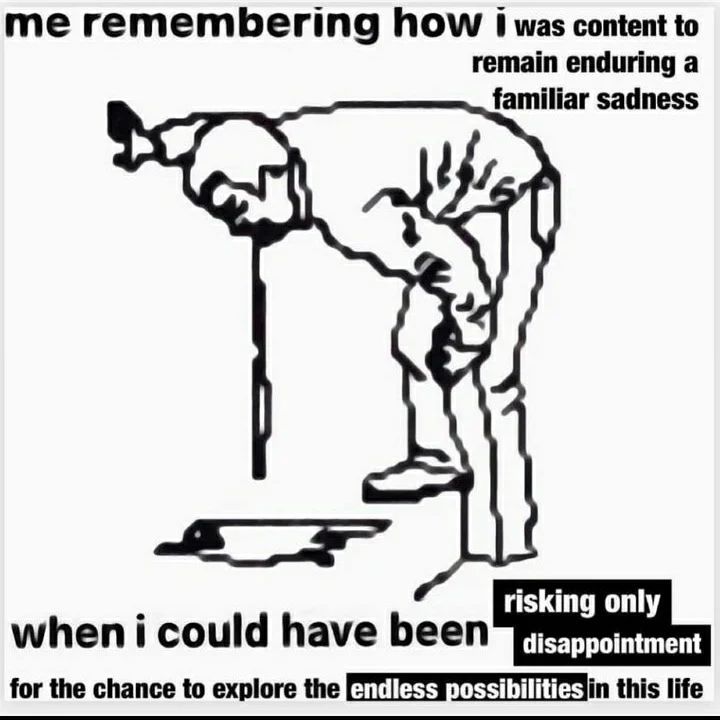 me remembering how i was content to
remain enduring a
familiar sadness
when i could have been risking only
disappointment
for the chance to explore the endless possibilities in this life